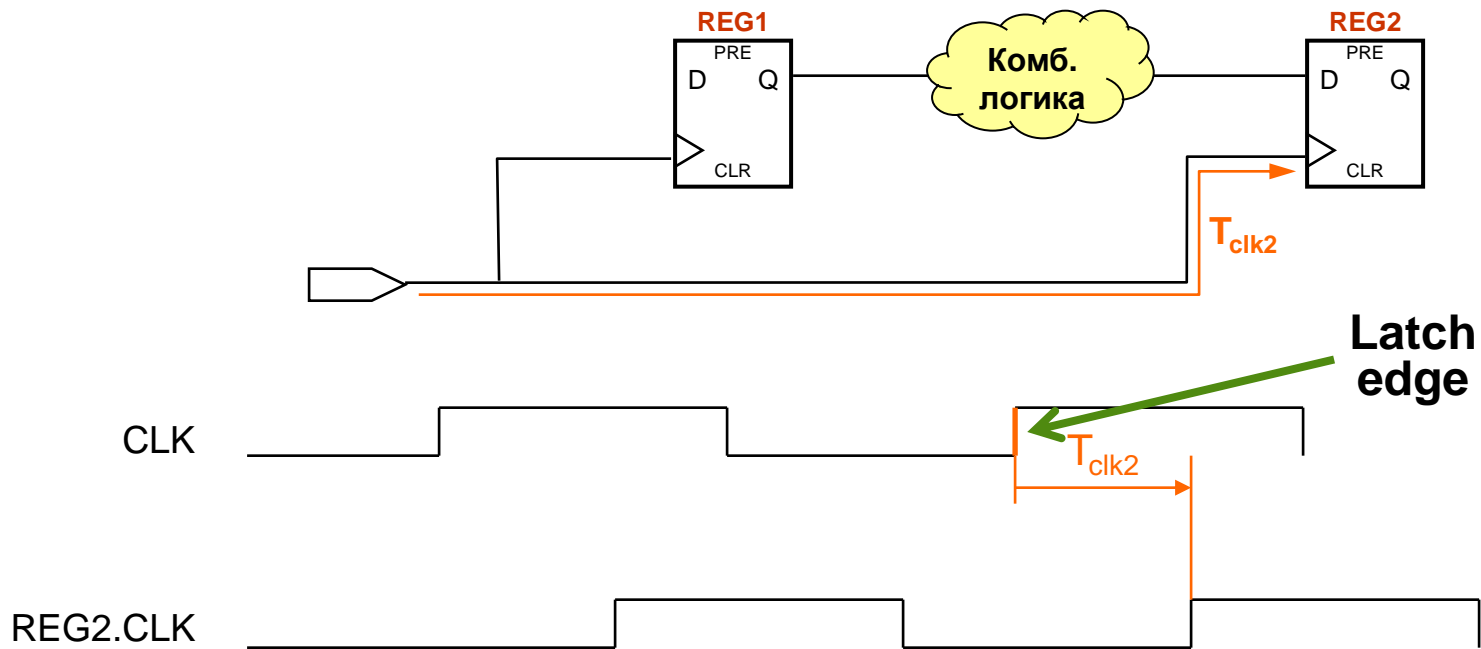 REG1
REG2
PRE
D Q
CLR
Комб.
логика
PRE
D Q
CLR
Tclk2
Latch
edge
CLK
Tclk2
REG2.CLK